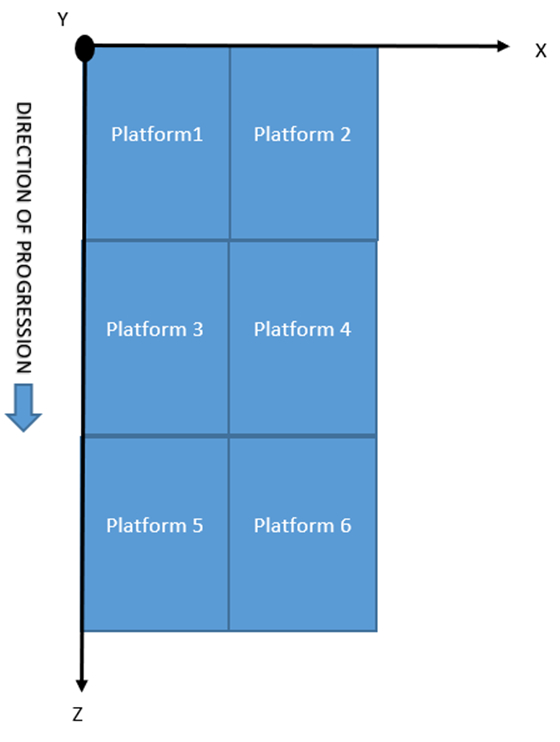 Y
X
Platform1
Platform 2
DIRECTION OF PROGRESSION
Platform 3
Platform 4
Platform 5
Platform 6
Z